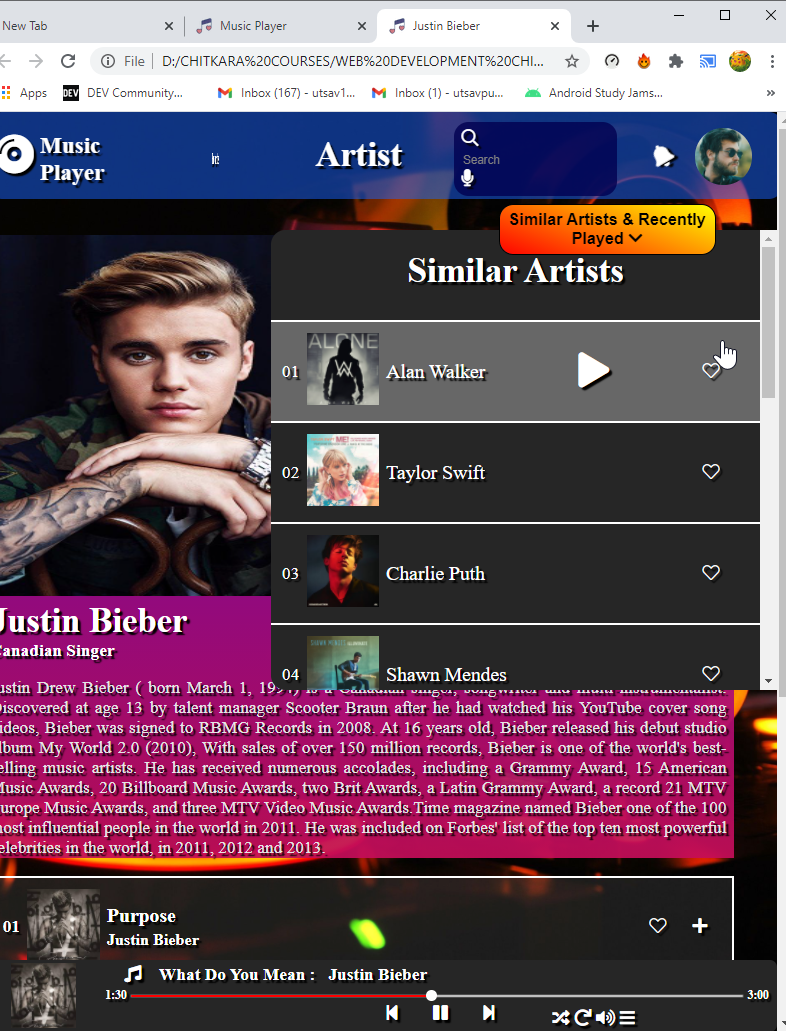 New Tab
Music Player
Justin Bieber
File
D:/CHITKARA%20COURSES/WEB%20DEVELOPMENT%20CHI...
Apps
DEV
DEV Community...
Inbox (167) - utsav1...
Inbox (1) - utsavpu...
Android Study Jams...
»
Music
Player
Artist
Search
Similar Artists & Recently
Played
Similar Artists
01
ALONE
Alan Walker
02
ME!
Taylor Swift
03
Charlie Puth
04
SHAWN MENDES
Shawn Mendes
Justin Bieber
Canadian Singer
ustin Drew Bieber ( born March 1, 1994) is a Canadian singer, songwriter and multi-instrumentalist.
Discovered at age 13 by talent manager Scooter Braun after he had watched his YouTube cover song
ideos, Bieber was signed to RBMG Records in 2008. At 16 years old, Bieber released his debut studio
lbum My World 2.0 (2010), With sales of over 150 million records, Bieber is one of the world's best-
elling music artists. He has received numerous accolades, including a Grammy Award, 15 American
Music Awards, 20 Billboard Music Awards, two Brit Awards, a Latin Grammy Award, a record 21 MTV
urope Music Awards, and three MTV Video Music Awards.Time magazine named Bieber one of the 100
most influential people in the world in 2011. He was included on Forbes' list of the top ten most powerful
elebrities in the world, in 2011, 2012 and 2013.
01
Purpose
Justin Bieber
What Do You Mean : Justin Bieber
1:30
3:00